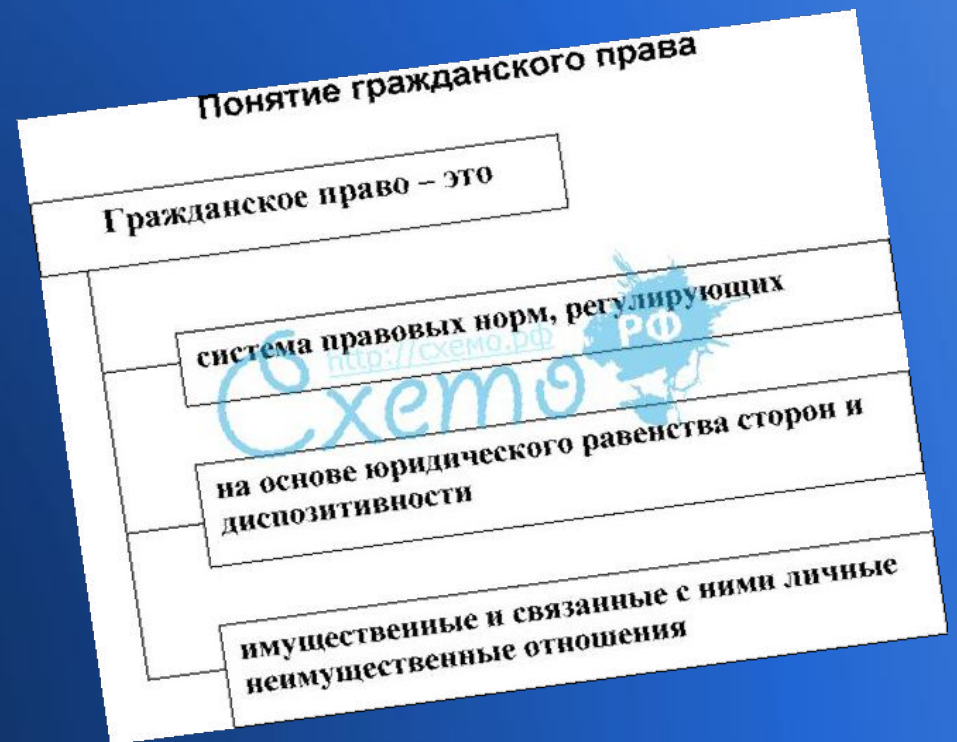 Понятие гражданского права
Гражданское право – это
система правовых норм, регулирующих
http://схемо.рф
РФ
Схемо
на основе юридического равенства сторон и
диспозитивности
имущественные и связанные с ними личные
неимущественные отношения